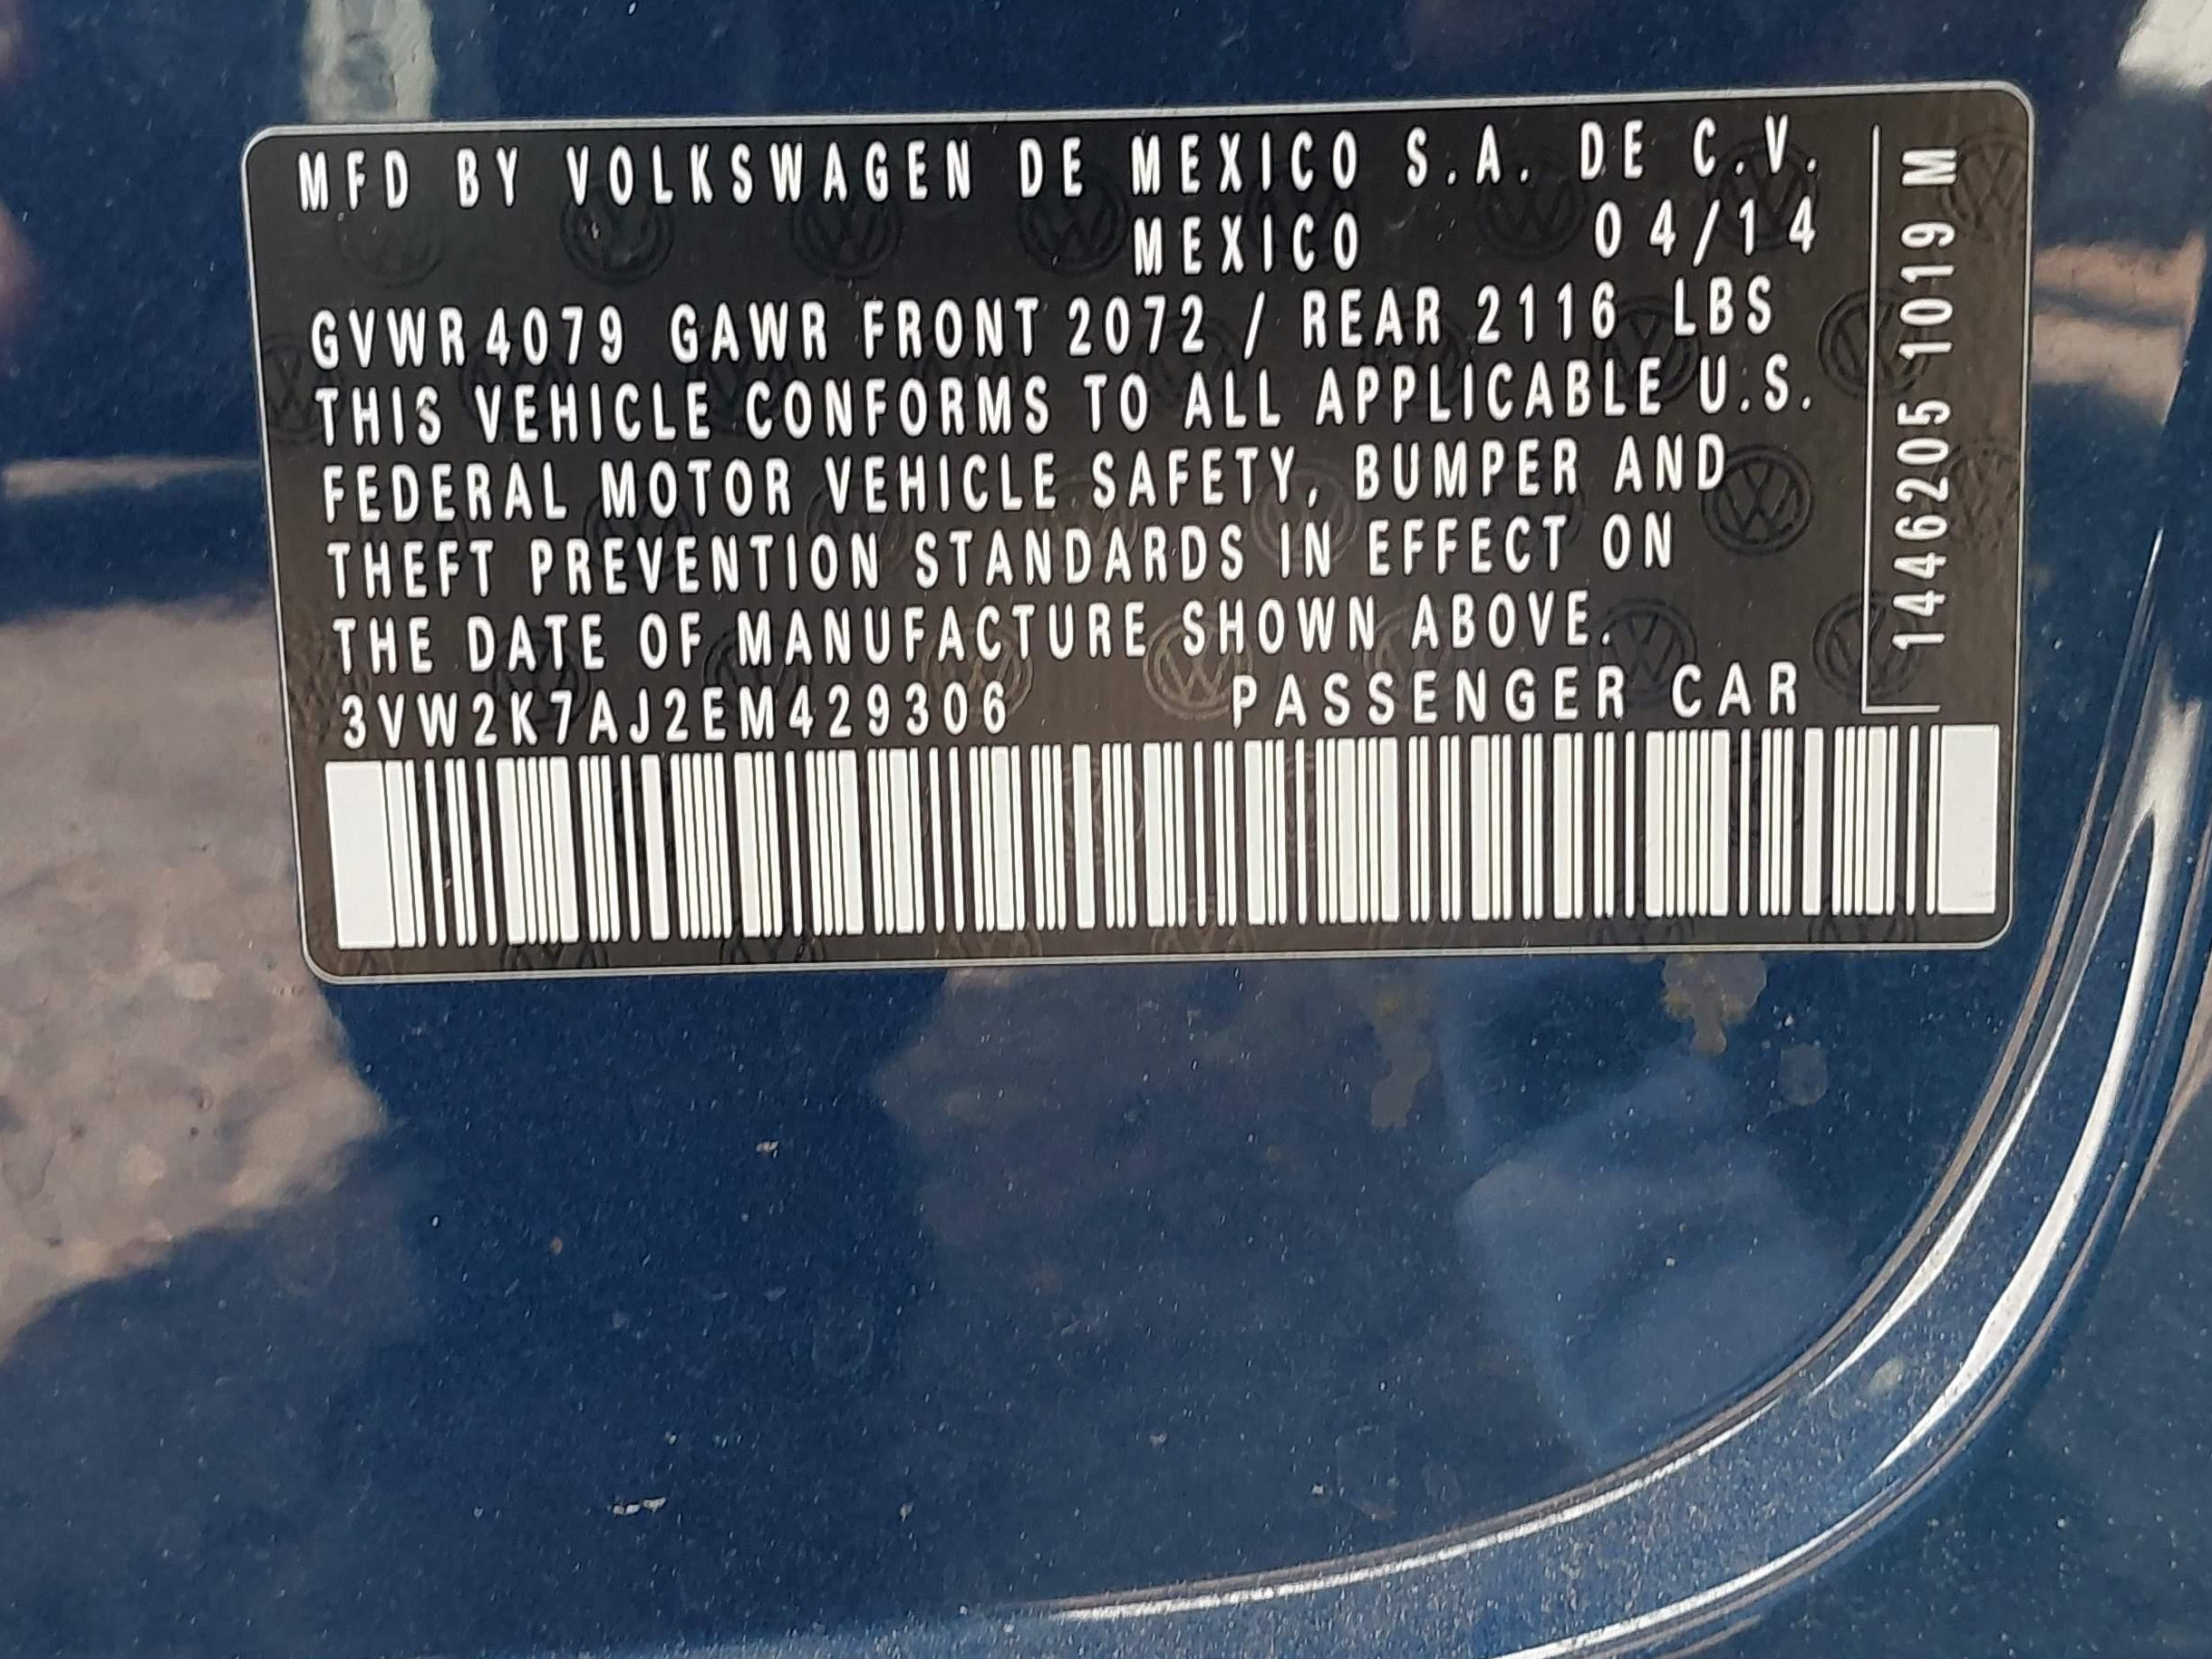 MFD BY VOLKSWAGEN DE MEXICO S.A. DE C.V.
MEXICO 04/14
GVWR 4079 GAWR FRONT 2072 / REAR 2116 LBS
THIS VEHICLE CONFORMS TO ALL APPLICABLE U.S.
FEDERAL MOTOR VEHICLE SAFETY, BUMPER AND
THEFT PREVENTION STANDARDS IN EFFECT ON
THE DATE OF MANUFACTURE SHOWN ABOVE.
3VW2K7AJ2EM429306 PASSENGER CAR
1446205 1019 M